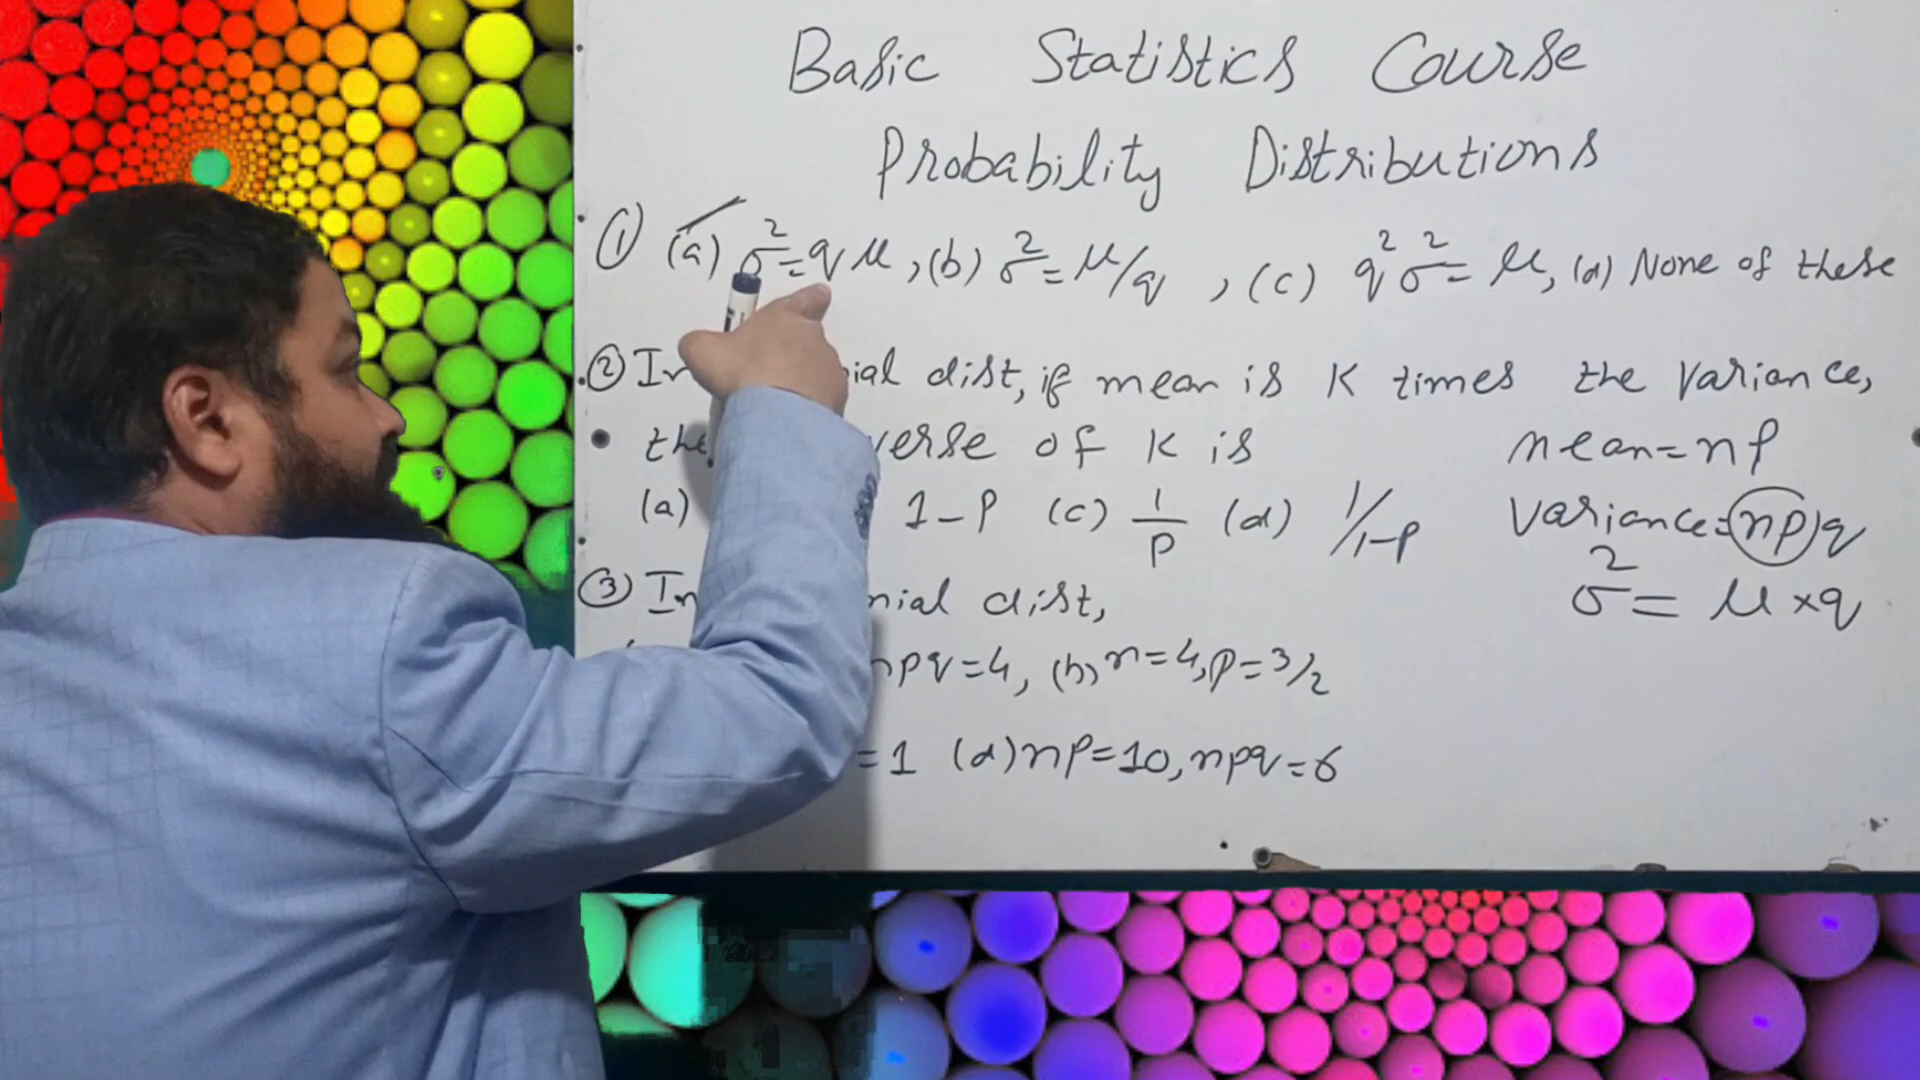 Basic Statistics Course
Probability Distributions
① (a) σ²=qμ, (b) σ²=μ/q, (c) q²σ²=μ, (d) None of these
② In ial dist, if mean is K times the variance,
the verse of K is
mean=np
(a) 1-P (c) 1/P (d) 1/1-P
variance=npq
σ²=μ×q
③ In nial dist,
npq=4, (b) n=4, p=3/2
=1 (d) np=10, npq=6